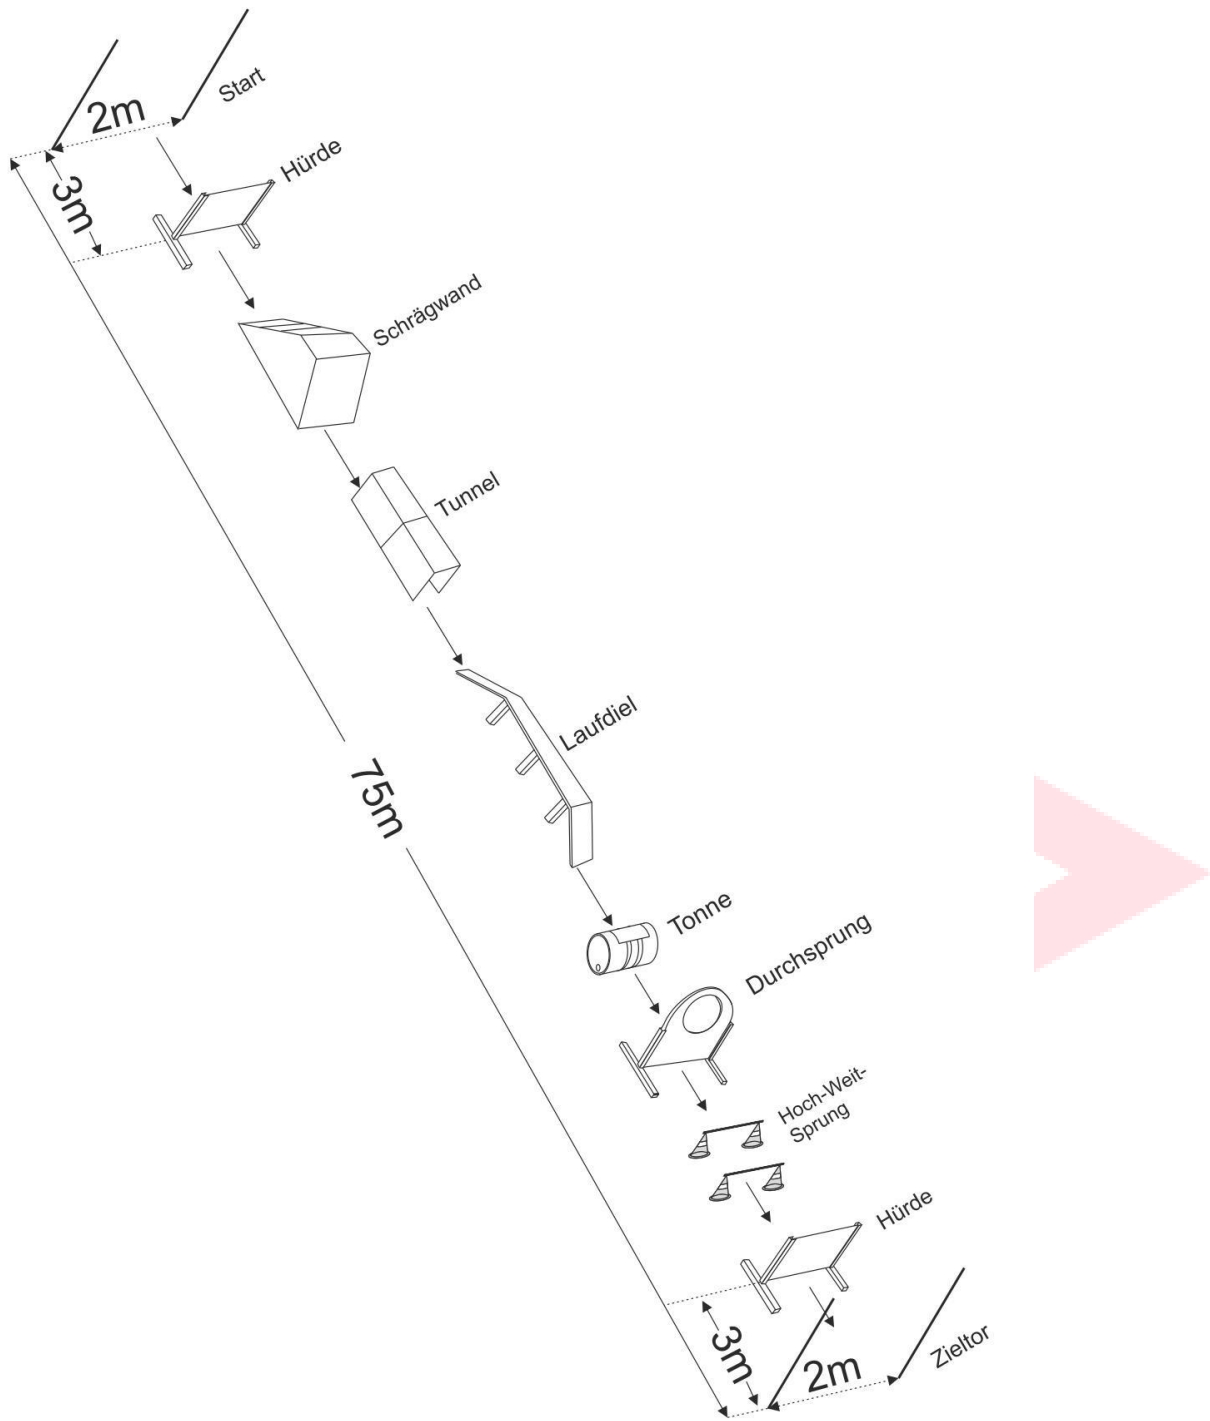 Start
2m
3m
Hürde
Schrägwand
Tunnel
Laufdiel
75m
Tonne
Durchsprung
Hoch-Weit-
Sprung
Hürde
3m
2m
Zieltor